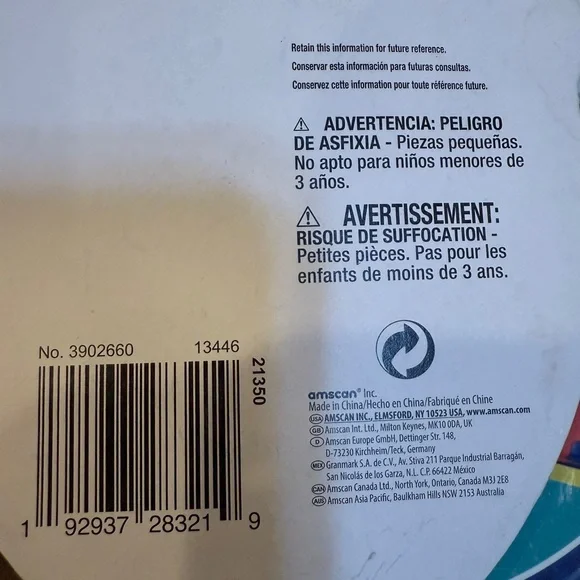 Retain this information for future reference.
Conservar esta información para futuras consultas.
Conservez cette information pour toute référence future.
⚠ ADVERTENCIA: PELIGRO
DE ASFIXIA - Piezas pequeñas.
No apto para niños menores de
3 años.
⚠ AVERTISSEMENT:
RISQUE DE SUFFOCATION -
Petites pièces. Pas pour les
enfants de moins de 3 ans.
No. 3902660 13446
21350
1 92937 28321 9
amscan® Inc.
Made in China/Hecho en China/Fabriqué en Chine
USA AMSCAN INC., ELMSFORD, NY 10523 USA, www.amscan.com
GB Amscan Int. Ltd., Milton Keynes, MK10 0DA, UK
D Amscan Europe GmbH, Dettinger Str. 148,
D-73230 Kirchheim/Teck, Germany
MEX Granmark S.A. de C.V., Av. Stiva 211 Parque Industrial Barragán,
San Nicolás de los Garza, N.L. C.P. 66422 México
CAN Amscan Canada Ltd., North York, Ontario, Canada M3J 2E8
AUS Amscan Asia Pacific, Baulkham Hills NSW 2153 Australia